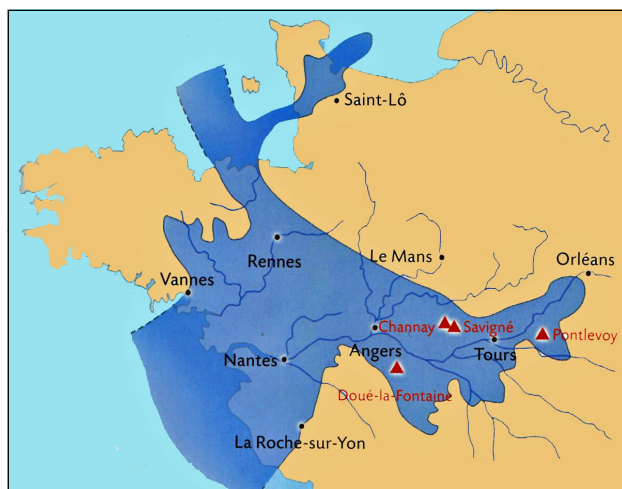 Saint-Lô
Le Mans
Orléans
Rennes
Vannes
Channay
Savigné
Pontlevoy
Angers
Tours
Nantes
Doué-la-Fontaine
La Roche-sur-Yon